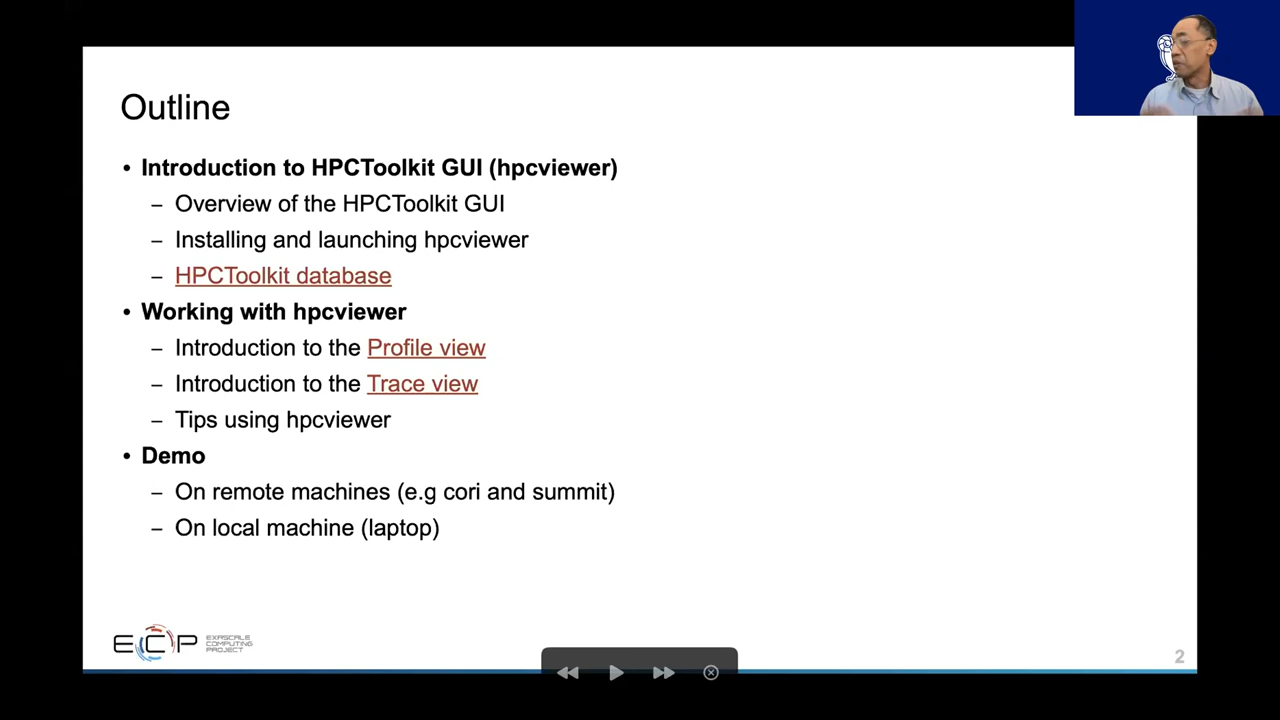 Outline
• Introduction to HPCToolkit GUI (hpcviewer)
– Overview of the HPCToolkit GUI
– Installing and launching hpcviewer
– HPCToolkit database
• Working with hpcviewer
– Introduction to the Profile view
– Introduction to the Trace view
– Tips using hpcviewer
• Demo
– On remote machines (e.g cori and summit)
– On local machine (laptop)
ECP
EXASCALE
COMPUTING
PROJECT
2